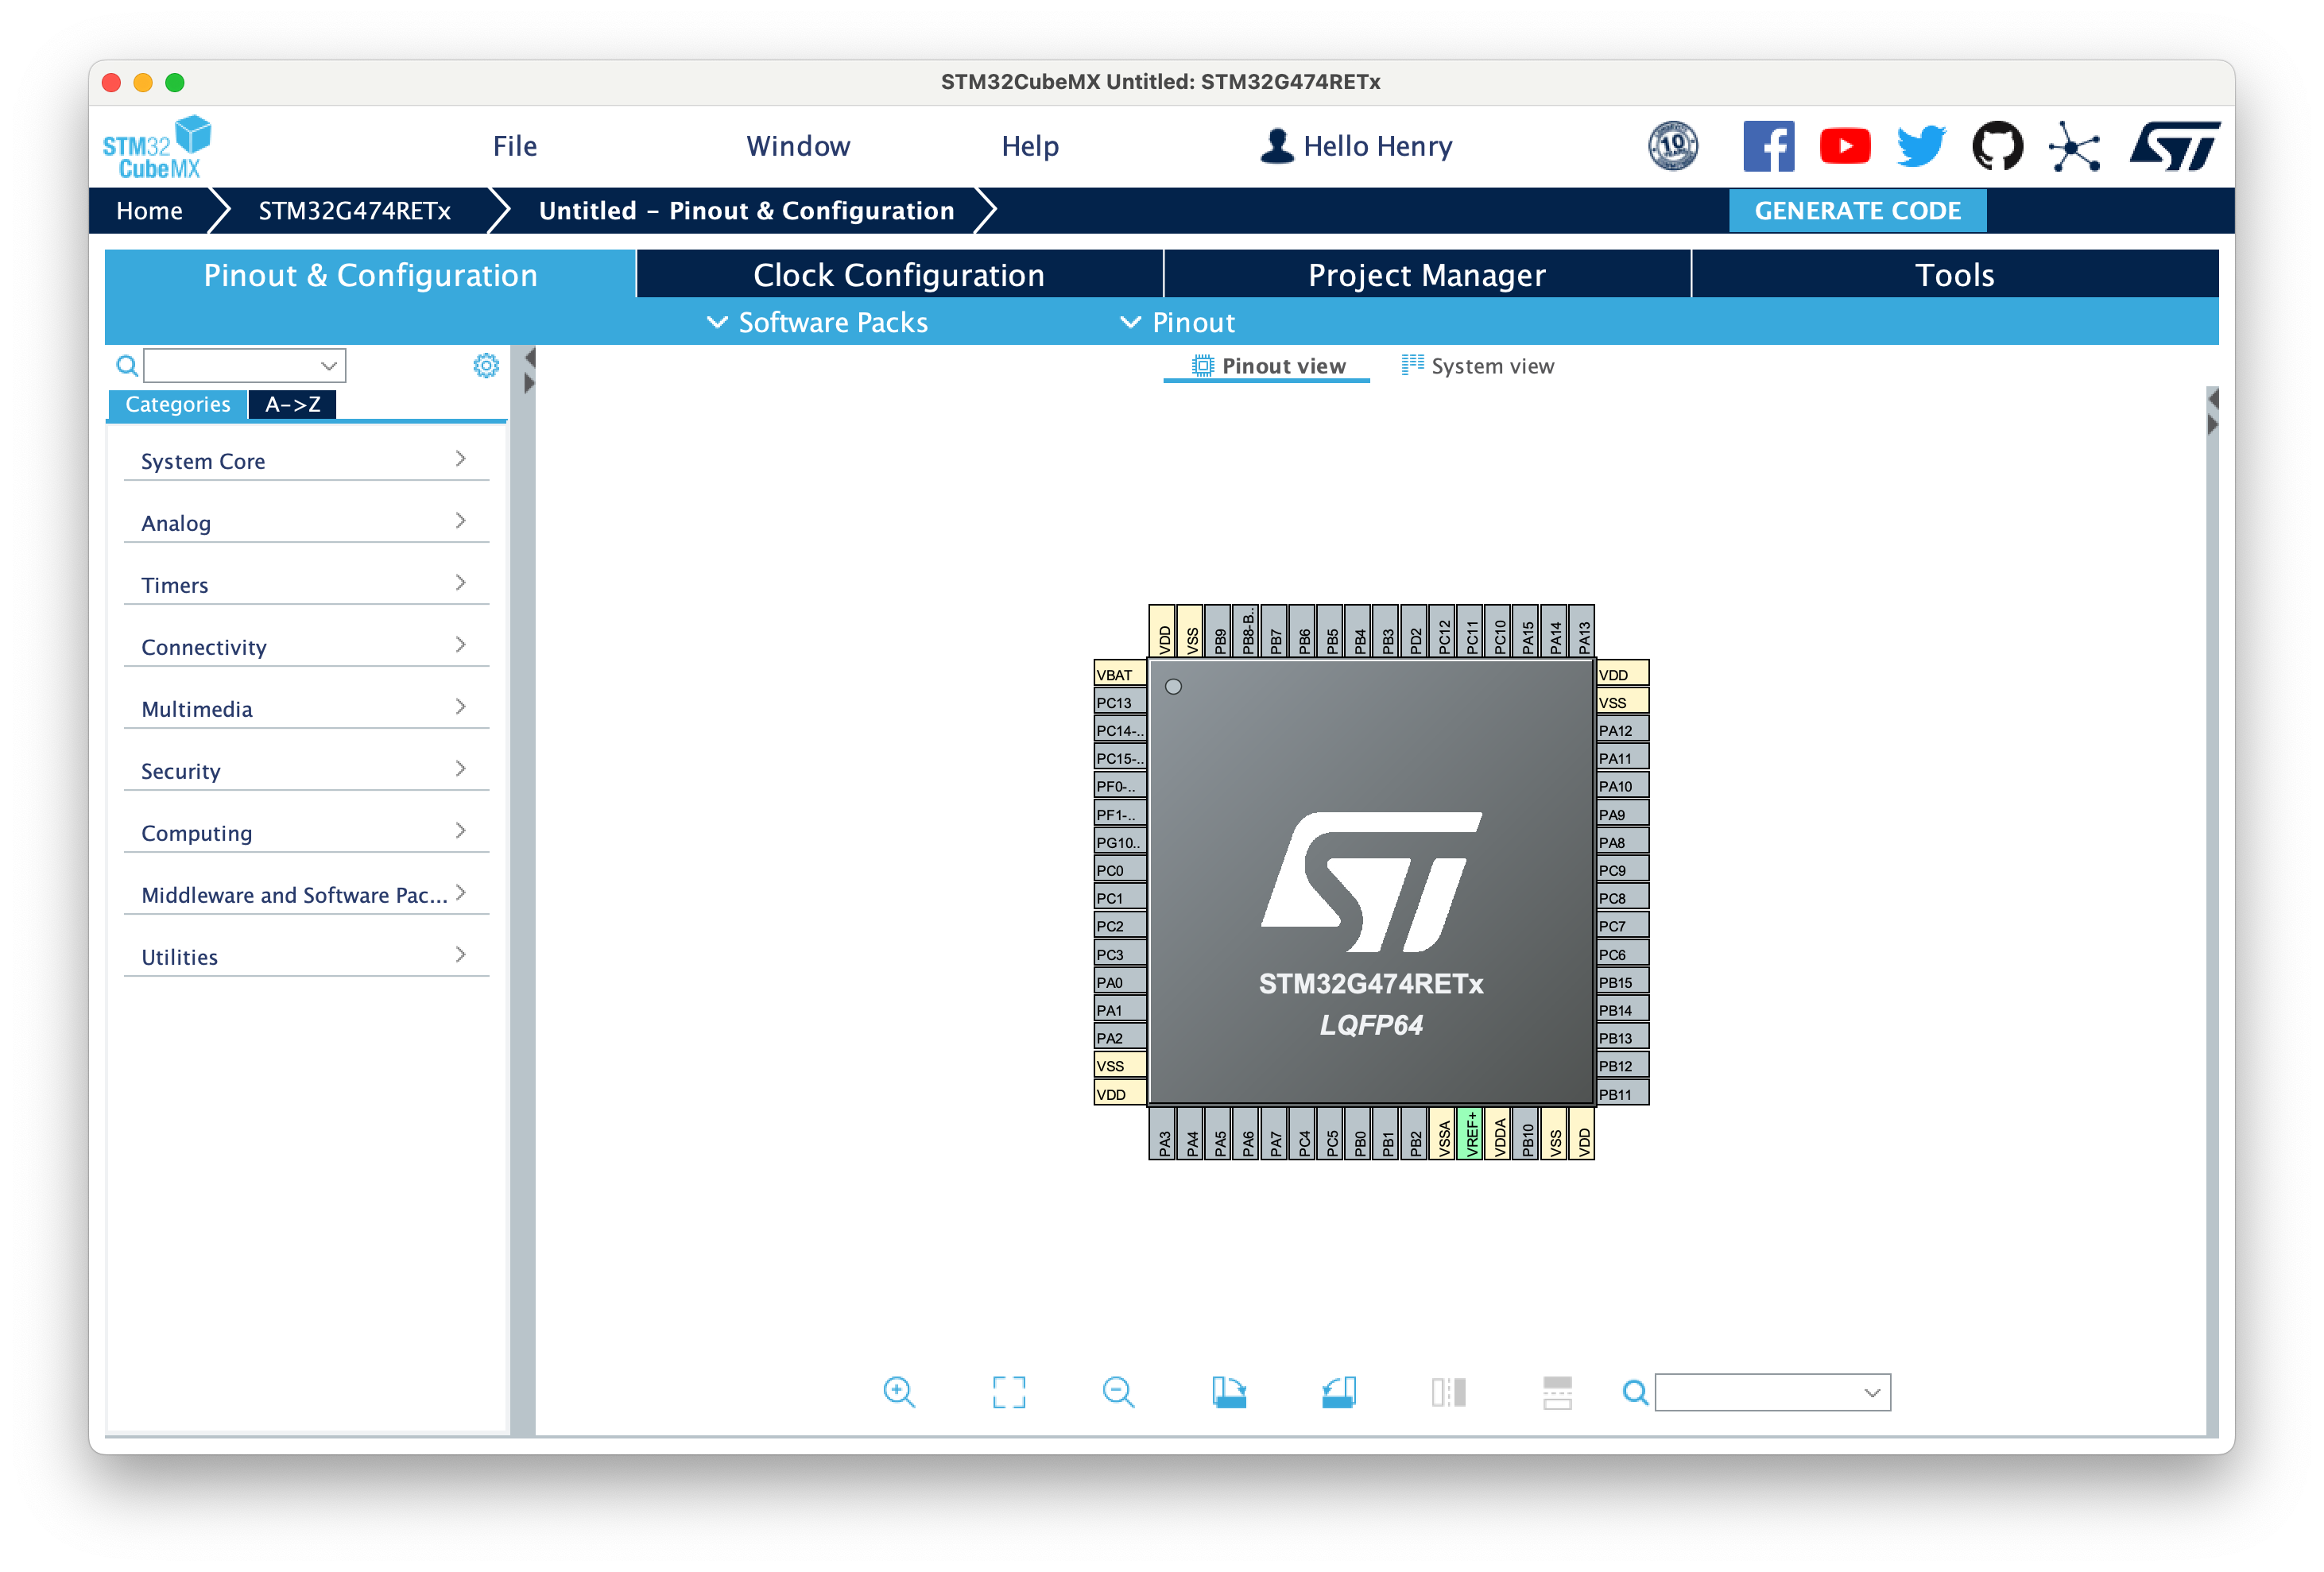 STM32CubeMX Untitled: STM32G474RETx
STM32
CubeMX
File
Window
Help
Hello Henry
10
ST
Home
STM32G474RETx
Untitled – Pinout & Configuration
GENERATE CODE
Pinout & Configuration
Clock Configuration
Project Manager
Tools
Software Packs
Pinout
Pinout view
System view
Categories
A->Z
System Core
Analog
Timers
Connectivity
Multimedia
Security
Computing
Middleware and Software Pac...
Utilities
VDD
VSS
PB9
PB8-B..
PB7
PB6
PB5
PB4
PB3
PD2
PC12
PC11
PC10
PA15
PA14
PA13
VBAT
PC13
PC14-..
PC15-..
PF0-..
PF1-..
PG10..
PC0
PC1
PC2
PC3
PA0
PA1
PA2
VSS
VDD
ST
STM32G474RETx
LQFP64
VDD
VSS
PA12
PA11
PA10
PA9
PA8
PC9
PC8
PC7
PC6
PB15
PB14
PB13
PB12
PB11
PA3
PA4
PA5
PA6
PA7
PC4
PC5
PB0
PB1
PB2
VSSA
VREF+
VDDA
PB10
VSS
VDD